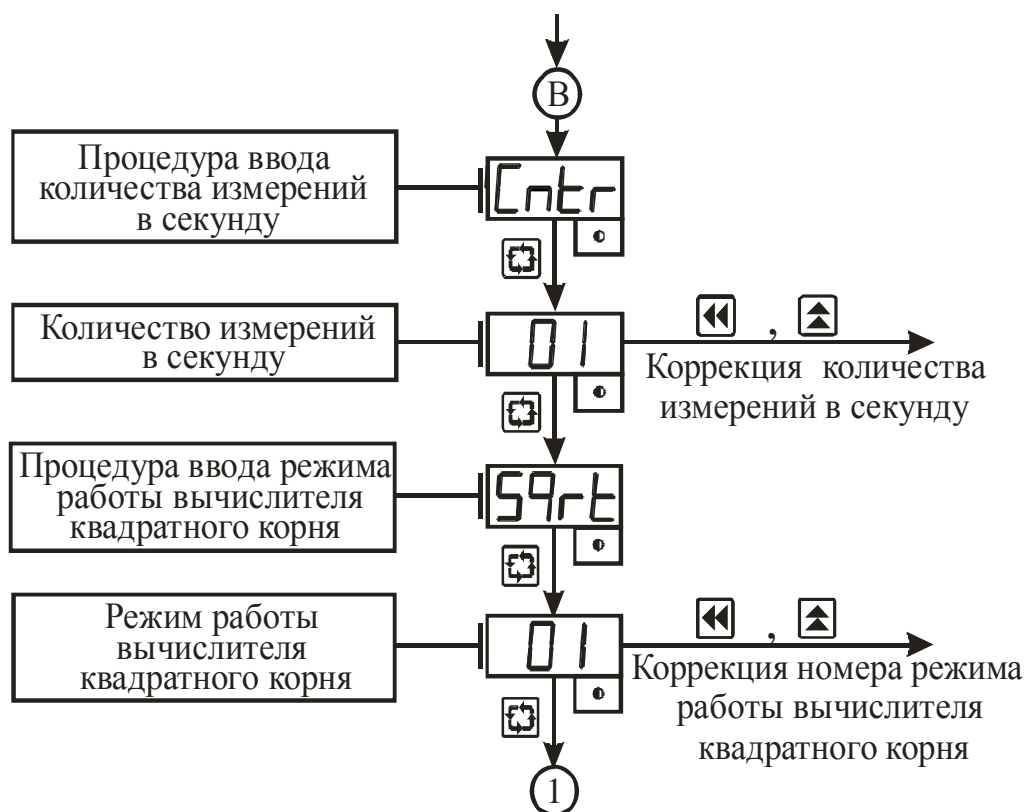 В
Процедура ввода
количества измерений
в секунду
Cntr
Количество измерений
в секунду
01
,
Коррекция количества
измерений в секунду
Процедура ввода режима
работы вычислителя
квадратного корня
Sqrt
Режим работы
вычислителя
квадратного корня
01
,
Коррекция номера режима
работы вычислителя
квадратного корня
1